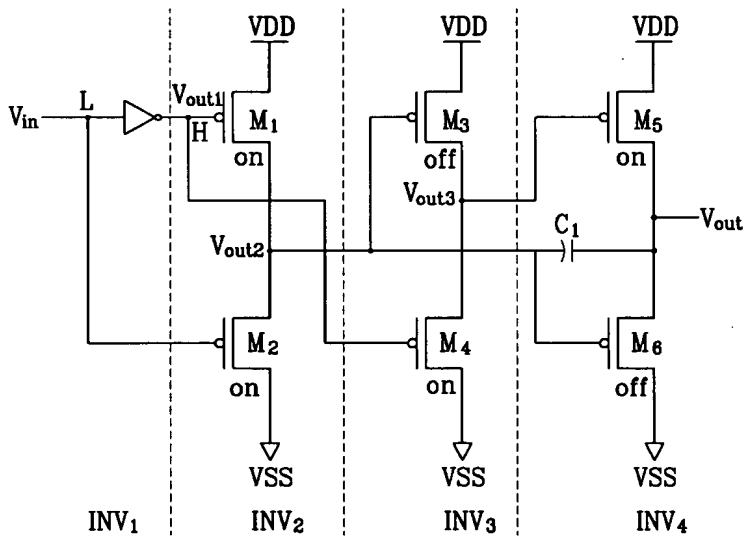 VDD VDD VDD
L Vout1
Vin M1 M3 M5
H
on off on
Vout3
Vout
C1
Vout2
M2 M4 M6
on on off
VSS VSS VSS
INV1 INV2 INV3 INV4